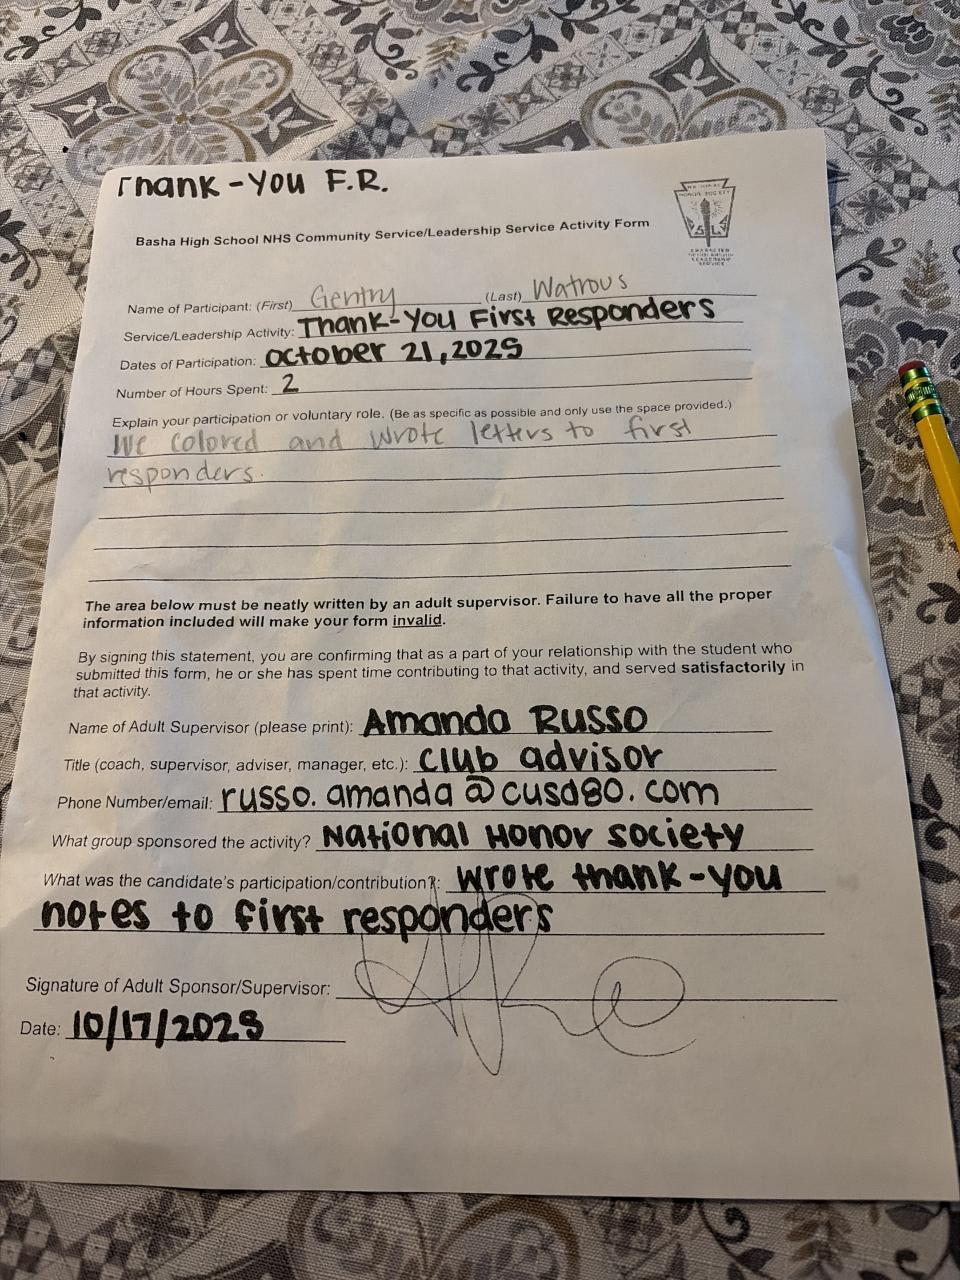 Thank-You F.R.
Basha High School NHS Community Service/Leadership Service Activity Form
Name of Participant: (First) Gentry (Last) Watrous
Service/Leadership Activity: Thank-You First Responders
Dates of Participation: October 21, 2025
Number of Hours Spent: 2
Explain your participation or voluntary role. (Be as specific as possible and only use the space provided.)
We colored and wrote letters to first
responders.
The area below must be neatly written by an adult supervisor. Failure to have all the proper
information included will make your form invalid.
By signing this statement, you are confirming that as a part of your relationship with the student who
submitted this form, he or she has spent time contributing to that activity, and served satisfactorily in
that activity.
Name of Adult Supervisor (please print): Amanda Russo
Title (coach, supervisor, adviser, manager, etc.): club advisor
Phone Number/email: russo.amanda@cusd80.com
What group sponsored the activity? National Honor Society
What was the candidate's participation/contribution?: wrote thank-you
notes to first responders
Signature of Adult Sponsor/Supervisor:
Date: 10/17/2025